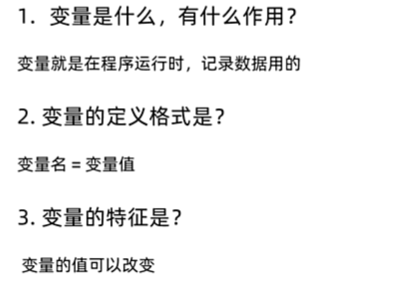 1. 变量是什么，有什么作用？
变量就是在程序运行时，记录数据用的
2. 变量的定义格式是？
变量名 = 变量值
3. 变量的特征是？
变量的值可以改变